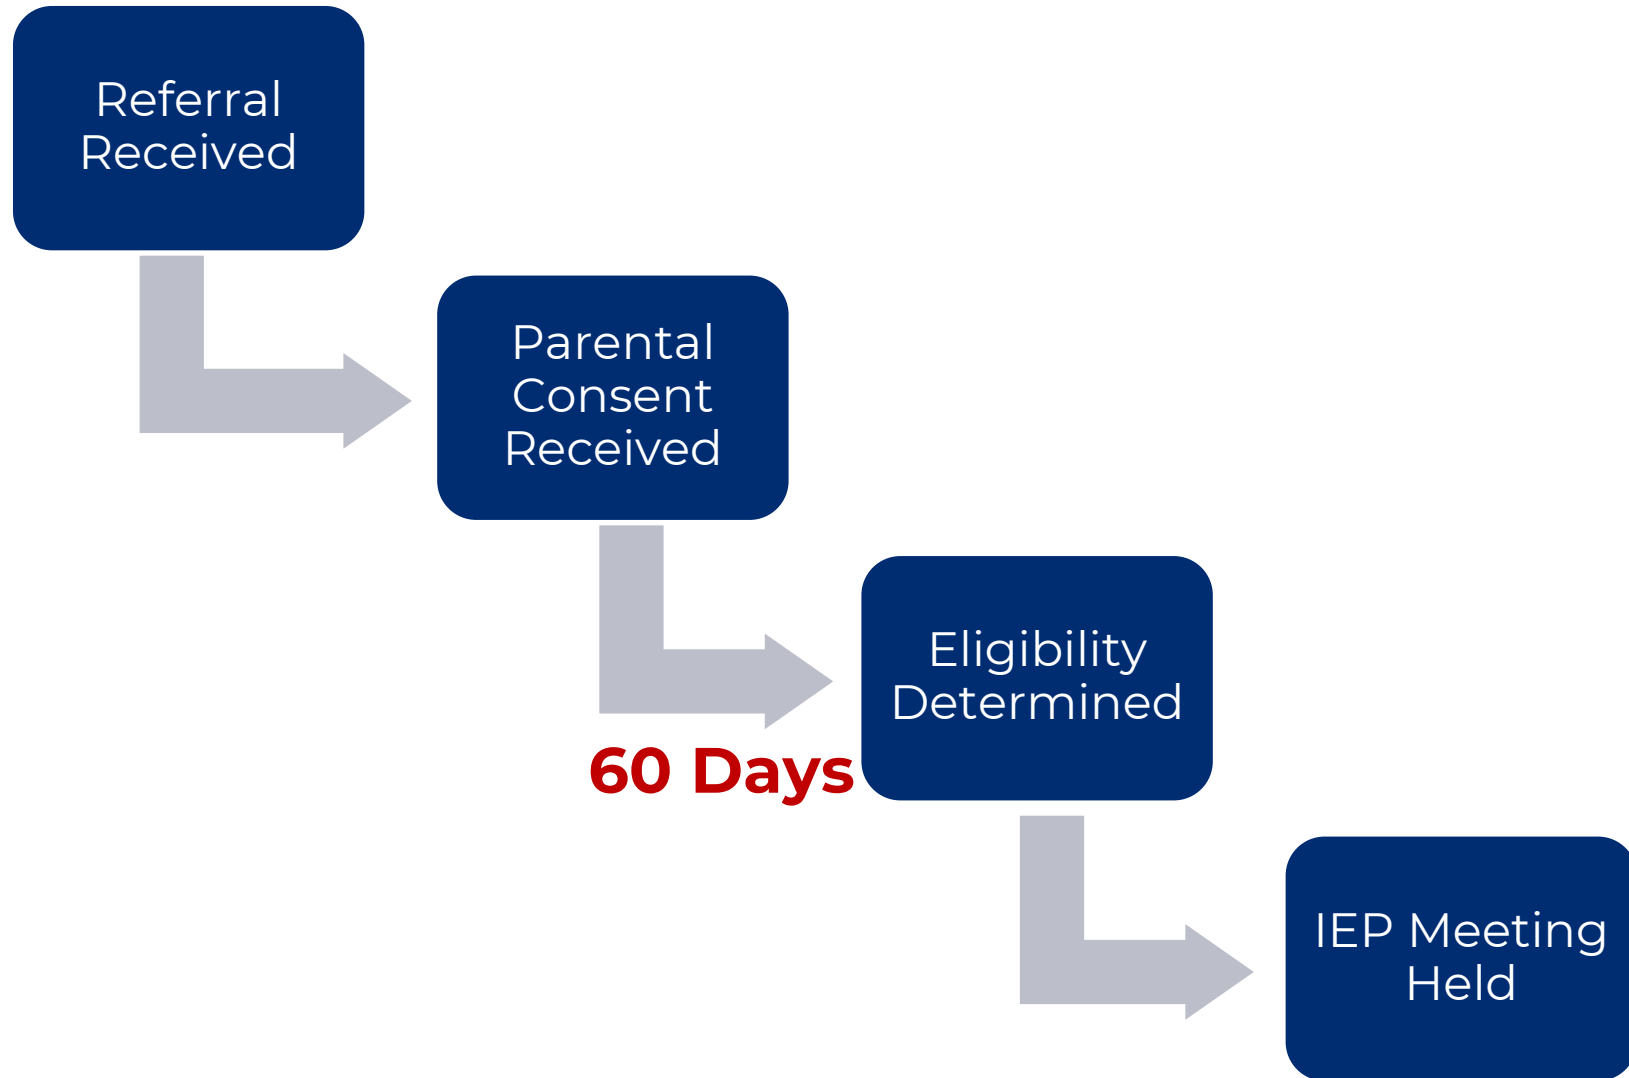 Referral
Received
Parental
Consent
Received
Eligibility
Determined
60 Days
IEP Meeting
Held